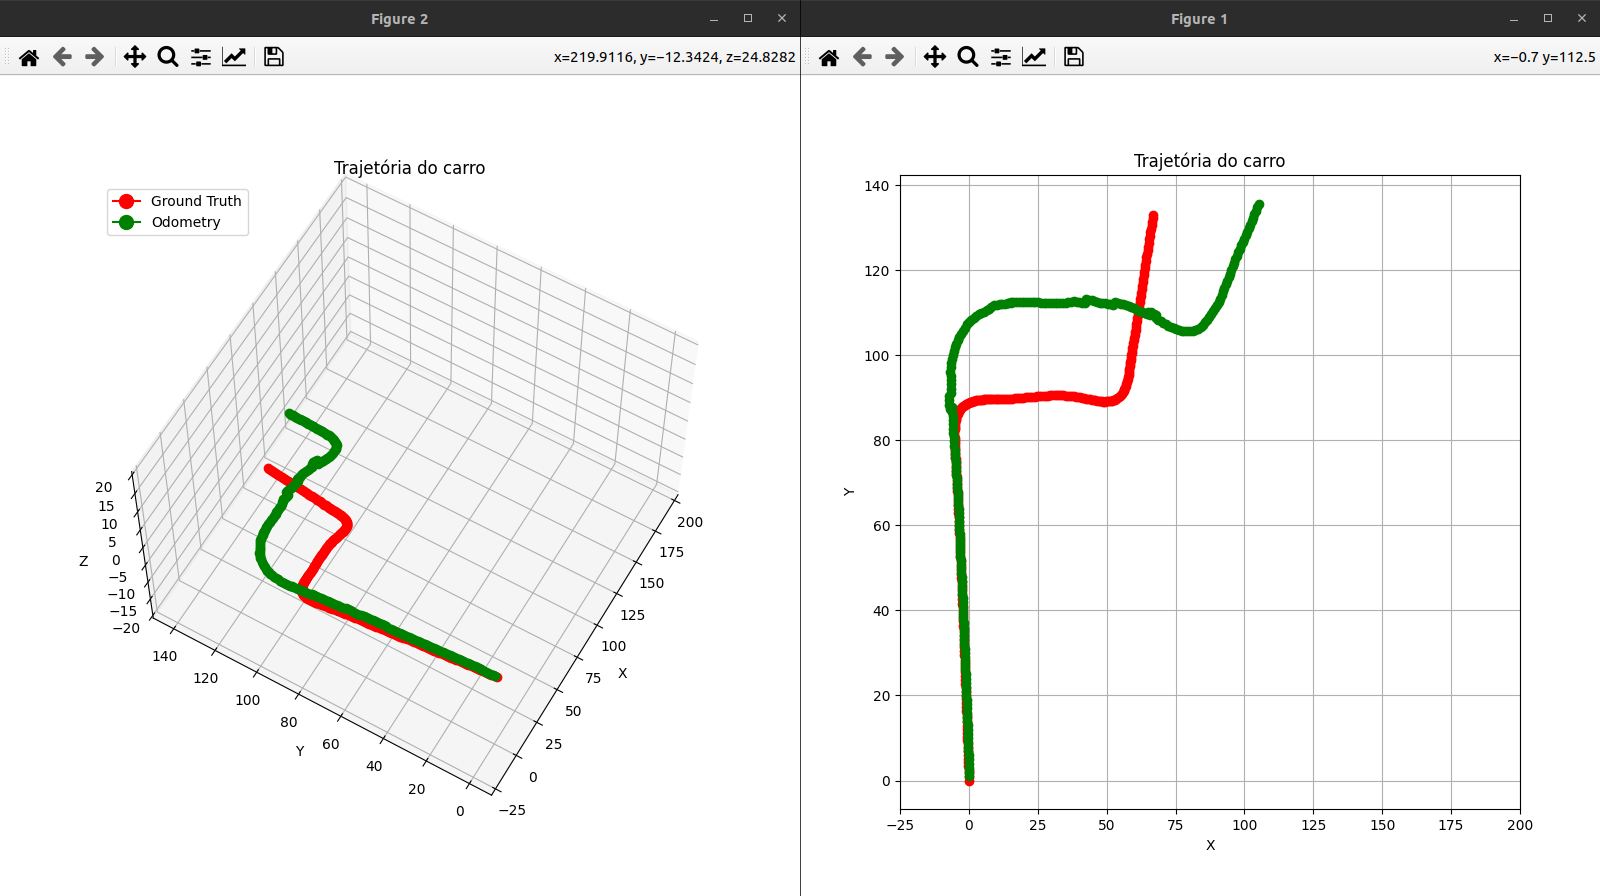 Figure 2
x=219.9116, y=−12.3424, z=24.8282
Trajetória do carro
Ground Truth
Odometry
20
15
10
5
Z
0
−5
−10
−15
−20
140
120
100
80
60
40
20
0
Y
200
175
150
125
100
75
50
25
0
−25
X
Figure 1
x=−0.7 y=112.5
Trajetória do carro
140
120
100
80
60
40
20
0
Y
−25 0 25 50 75 100 125 150 175 200
X